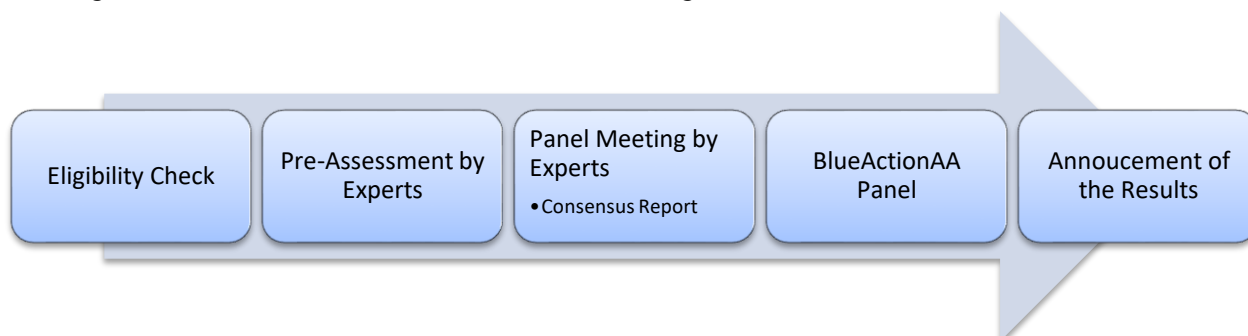 Eligibility Check
Pre-Assessment by
Experts
Panel Meeting by
Experts
•Consensus Report
BlueActionAA
Panel
Annoucement of
the Results